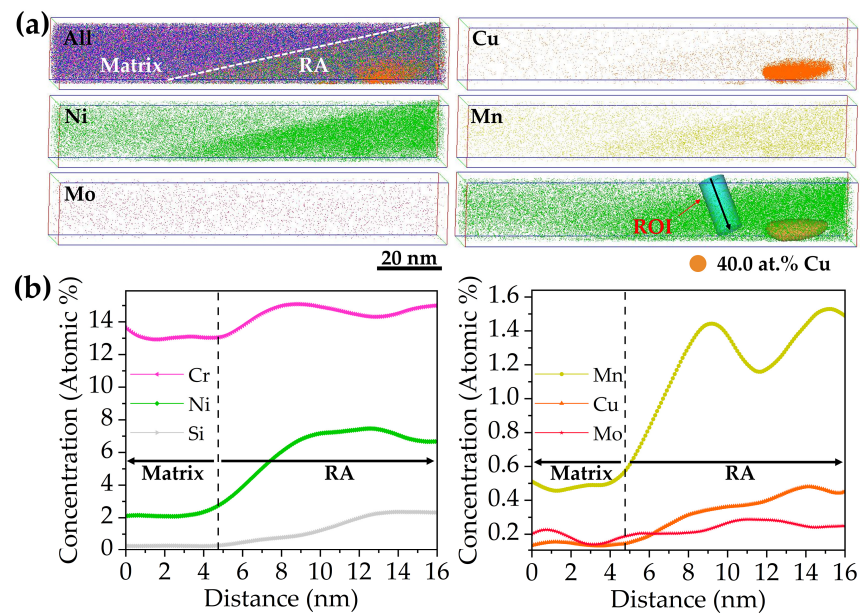 (a)
All
Matrix
RA
Cu
Ni
Mn
Mo
ROI
20 nm
40.0 at.% Cu
(b)
Concentration (Atomic %)
14
12
10
8
6
4
2
0
Cr
Ni
Si
Matrix
RA
0 2 4 6 8 10 12 14 16
Distance (nm)
Concentration (Atomic %)
1.6
1.4
1.2
1.0
0.8
0.6
0.4
0.2
Mn
Cu
Mo
Matrix
RA
0 2 4 6 8 10 12 14 16
Distance (nm)